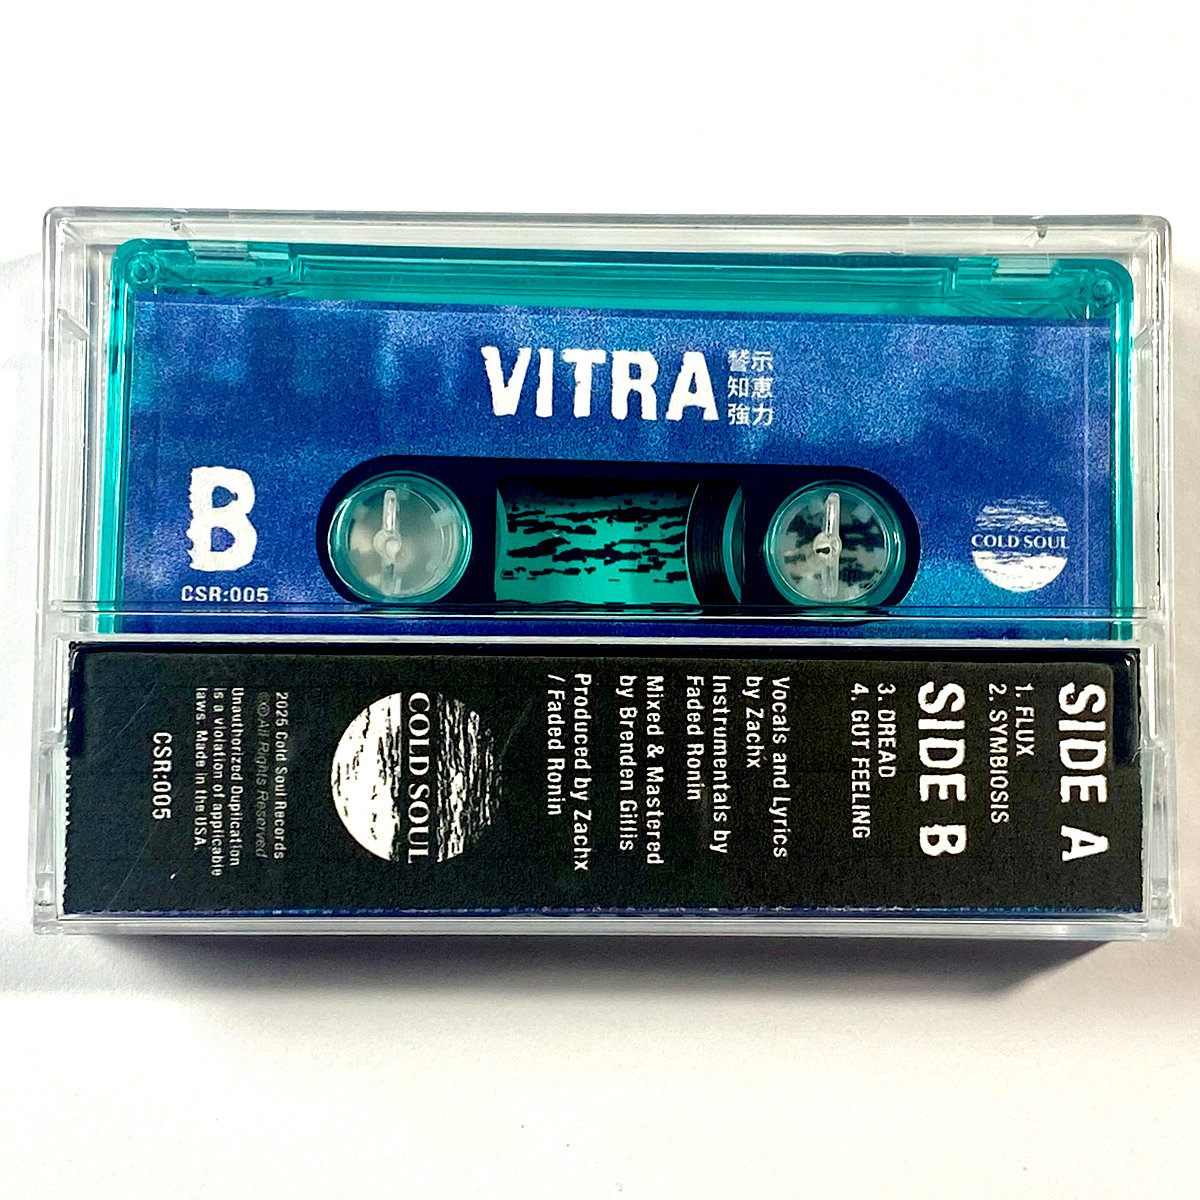 VITRA
警示
知恵
強力
B
CSR:005
COLD SOUL
SIDE A
1. FLUX
2. SYMBIOSIS
SIDE B
3. DREAD
4. GUT FEELING
Vocals and Lyrics
by Zachx
Instrumentals by
Faded Ronin
Mixed & Mastered
by Brenden Gillis
Produced by Zachx
/ Faded Ronin
COLD SOUL
2025 Cold Soul Records
©℗ All Rights Reserved
Unauthorized Duplication
is a violation of applicable
laws. Made in the USA.
CSR:005